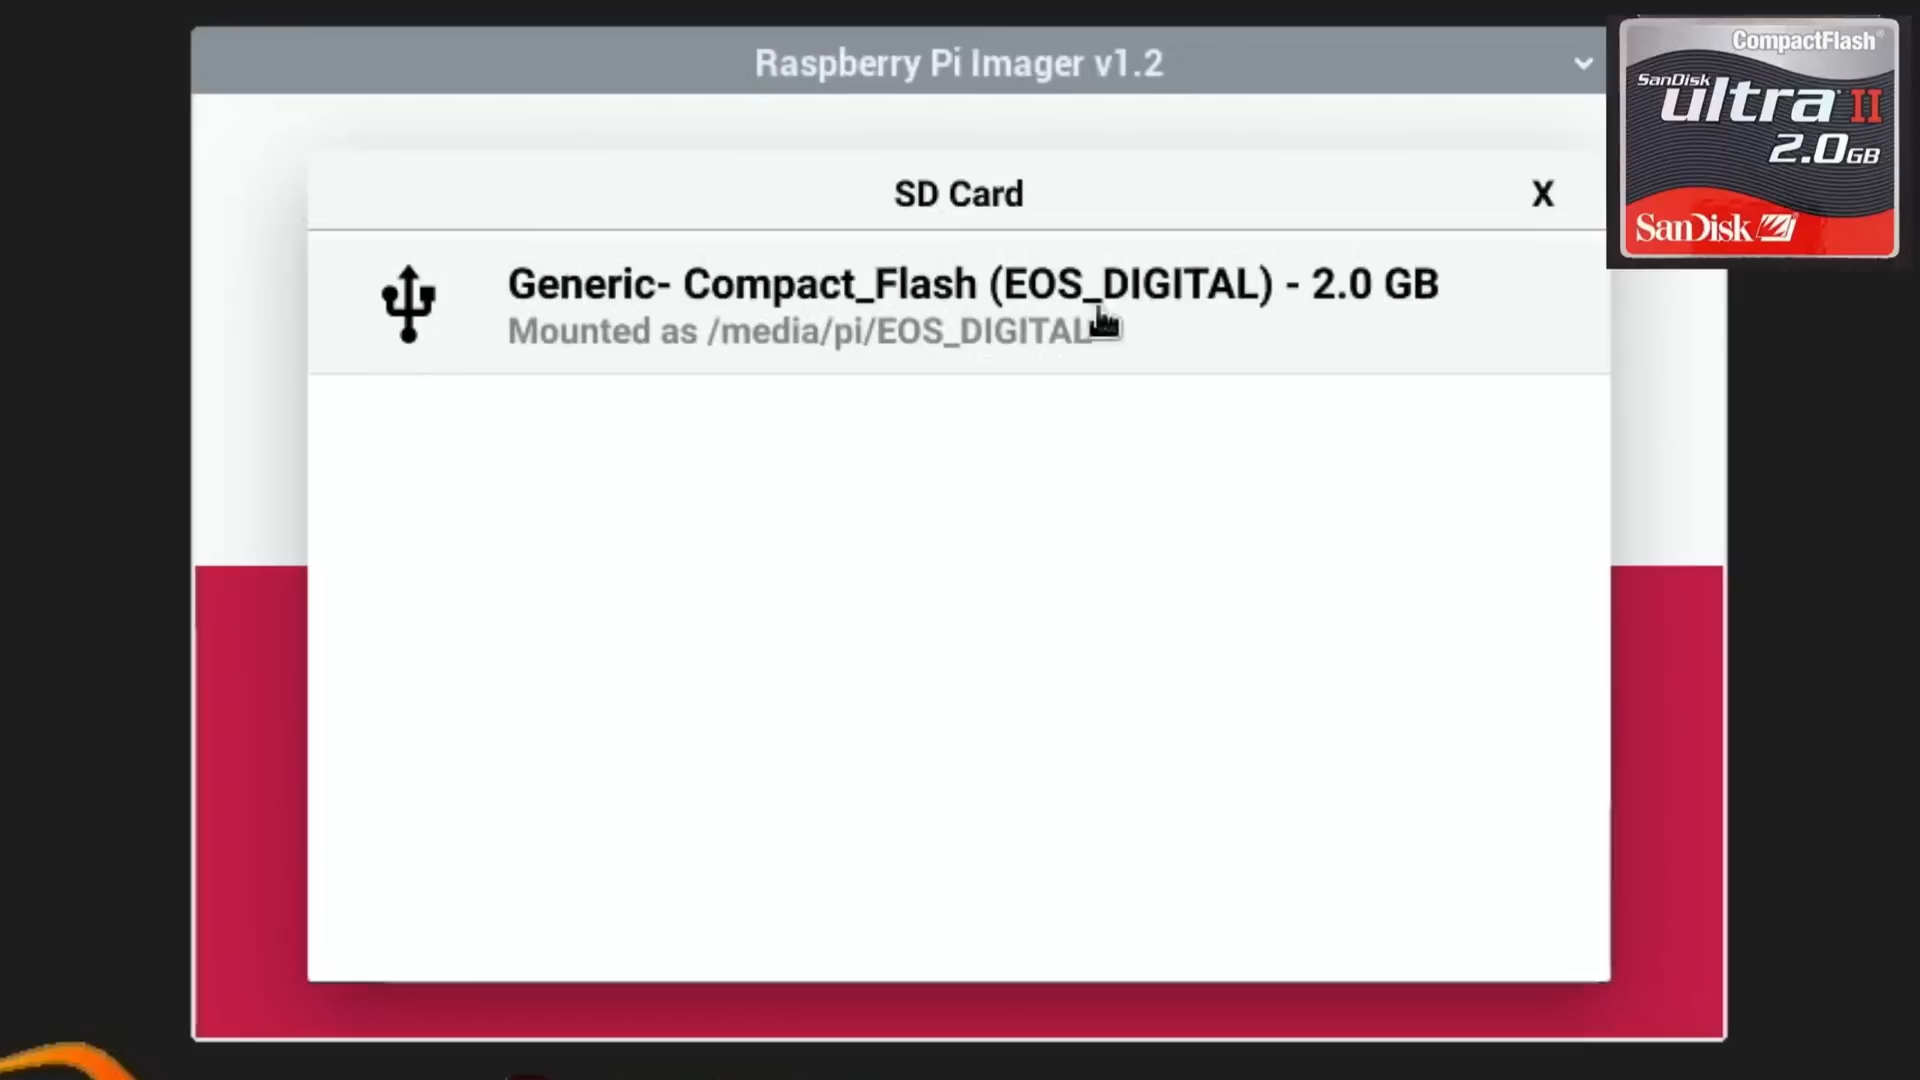 Raspberry Pi Imager v1.2
CompactFlash®
SanDisk
ultra II
2.0GB
SanDisk
SD Card
X
Generic- Compact_Flash (EOS_DIGITAL) - 2.0 GB
Mounted as /media/pi/EOS_DIGITAL